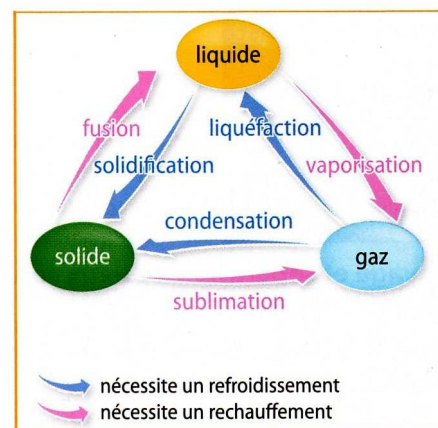 liquide
fusion
liquéfaction
solidification
vaporisation
condensation
solide
gaz
sublimation
nécessite un refroidissement
nécessite un rechauffement